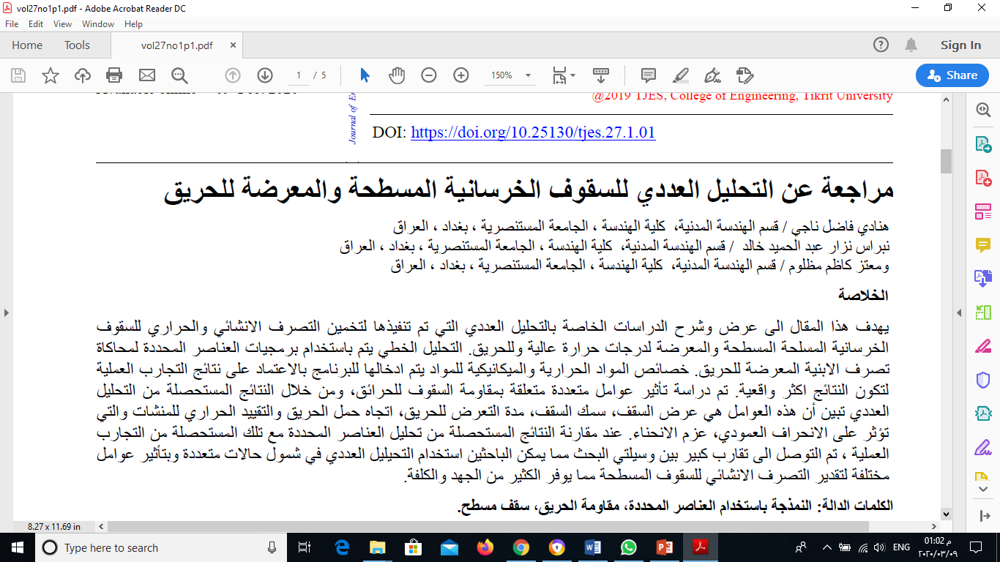 vol27no1p1.pdf - Adobe Acrobat Reader DC
File Edit View Window Help
Home Tools vol27no1p1.pdf × Sign In
1 / 5 150% Share
@2019 TJES, College of Engineering, Tikrit University
DOI: https://doi.org/10.25130/tjes.27.1.01
مراجعة عن التحليل العددي للسقوف الخرسانية المسطحة والمعرضة للحريق
هنادي فاضل ناجي / قسم الهندسة المدنية، كلية الهندسة ، الجامعة المستنصرية ، بغداد ، العراق
نبراس نزار عبد الحميد خالد / قسم الهندسة المدنية، كلية الهندسة ، الجامعة المستنصرية ، بغداد ، العراق
ومعتز كاظم مظلوم / قسم الهندسة المدنية، كلية الهندسة ، الجامعة المستنصرية ، بغداد ، العراق
الخلاصة
يهدف هذا المقال الى عرض وشرح الدراسات الخاصة بالتحليل العددي التي تم تنفيذها لتخمين التصرف الانشائي والحراري للسقوف
الخرسانية المسلحة المسطحة والمعرضة لدرجات حرارة عالية وللحريق. التحليل الخطي يتم باستخدام برمجيات العناصر المحددة لمحاكاة
تصرف الابنية المعرضة للحريق. خصائص المواد الحرارية والميكانيكية للمواد يتم ادخالها للبرنامج بالاعتماد على نتائج التجارب العملية
لتكون النتائج اكثر واقعية. تم دراسة تأثير عوامل متعددة متعلقة بمقاومة السقوف للحرائق، ومن خلال النتائج المستحصلة من التحليل
العددي تبين أن هذه العوامل هي عرض السقف، سمك السقف، مدة التعرض للحريق، اتجاه حمل الحريق والتقييد الحراري للمنشات والتي
تؤثر على الانحراف العمودي، عزم الانحناء. عند مقارنة النتائج المستحصلة من تحليل العناصر المحددة مع تلك المستحصلة من التجارب
العملية ، تم التوصل الى تقارب كبير بين وسيلتي البحث مما يمكن الباحثين استخدام التحيليل العددي في شمول حالات متعددة وبتأثير عوامل
مختلفة لتقدير التصرف الانشائي للسقوف المسطحة مما يوفر الكثير من الجهد والكلفة.
الكلمات الدالة: النمذجة باستخدام العناصر المحددة، مقاومة الحريق، سقف مسطح.
8.27 x 11.69 in
Type here to search ENG 01:02 م
٢٠٢٠/٠٣/٠٩